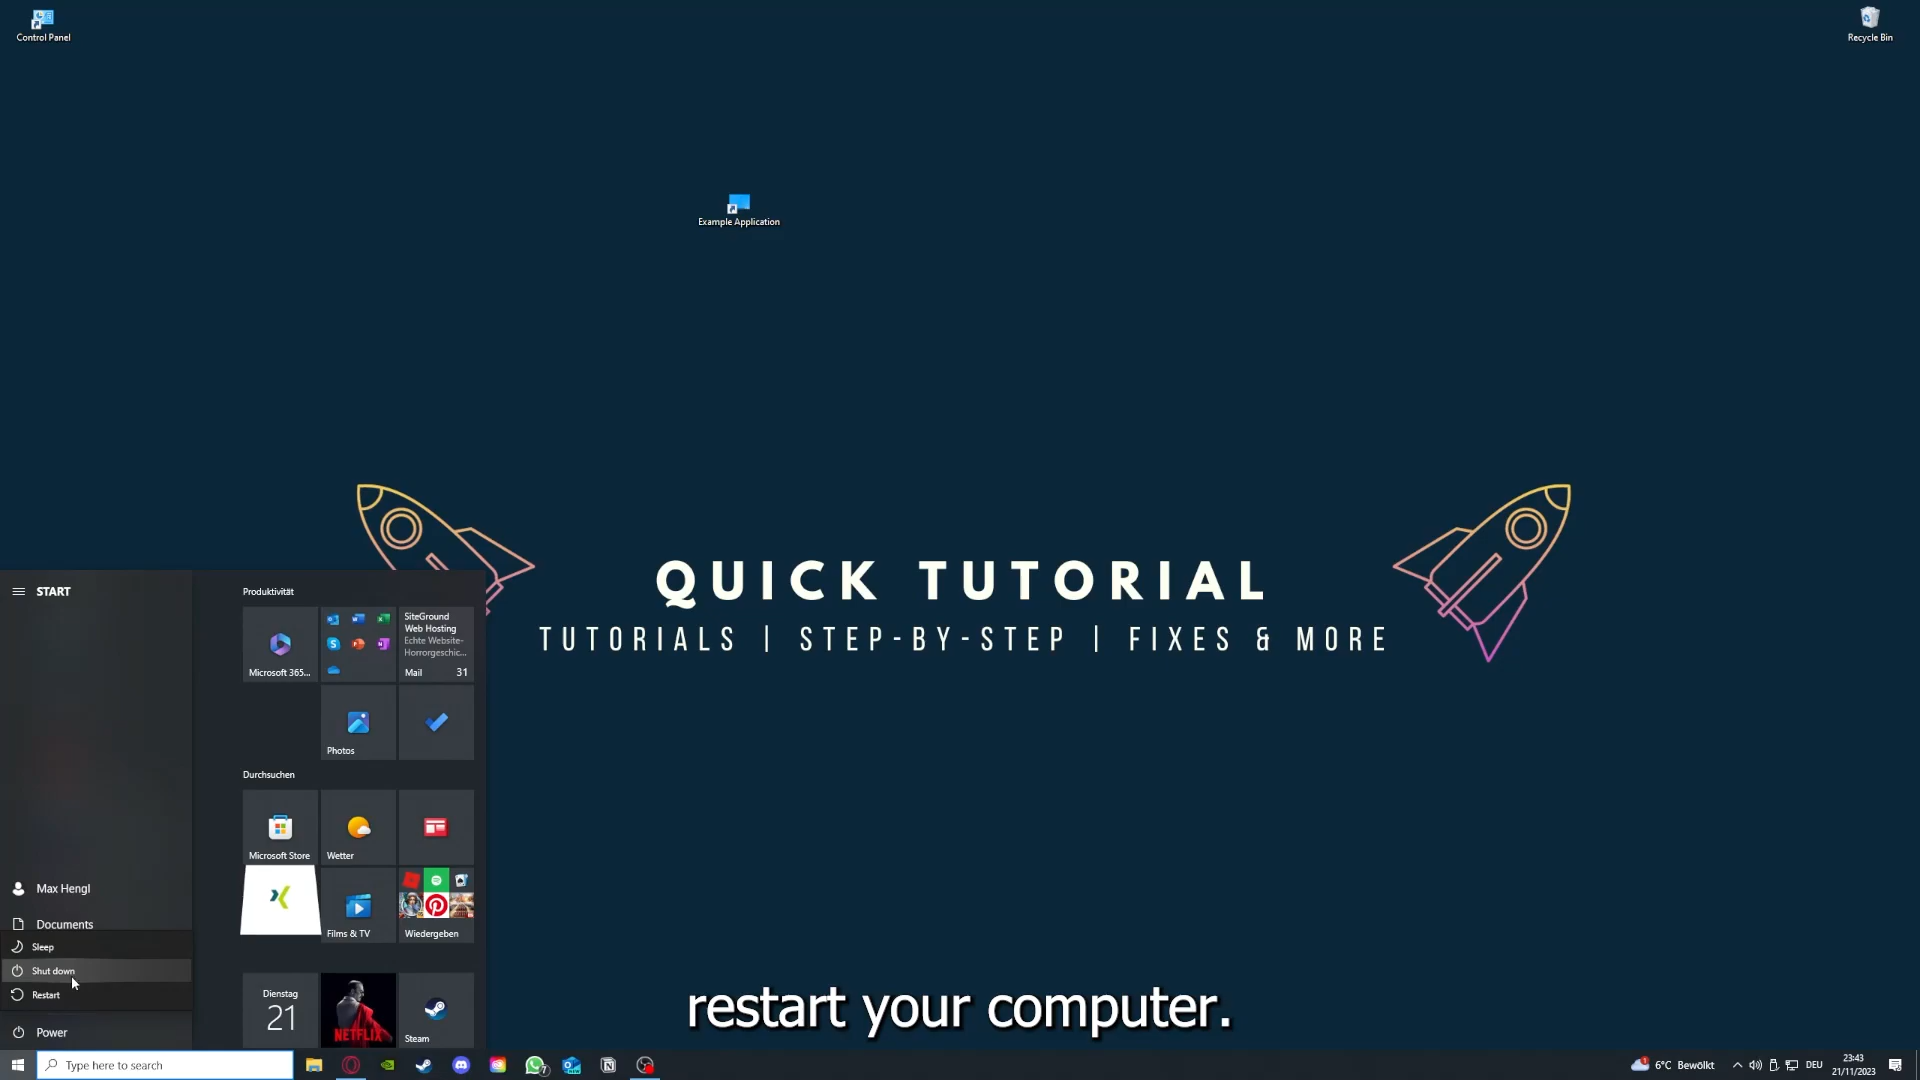 Control Panel
Recycle Bin
Example Application
QUICK TUTORIAL
TUTORIALS | STEP-BY-STEP | FIXES & MORE
START
Produktivität
Microsoft 365...
SiteGround
Web Hosting
Echte Website-
Horrorgeschic...
Mail 31
Photos
Durchsuchen
Microsoft Store
Wetter
Films & TV
Wiedergeben
Max Hengl
Documents
Sleep
Shut down
Restart
Power
Dienstag
21
NETFLIX
Steam
restart your computer.
Type here to search
7
1
6°C Bewölkt
DEU
23:43
21/11/2023